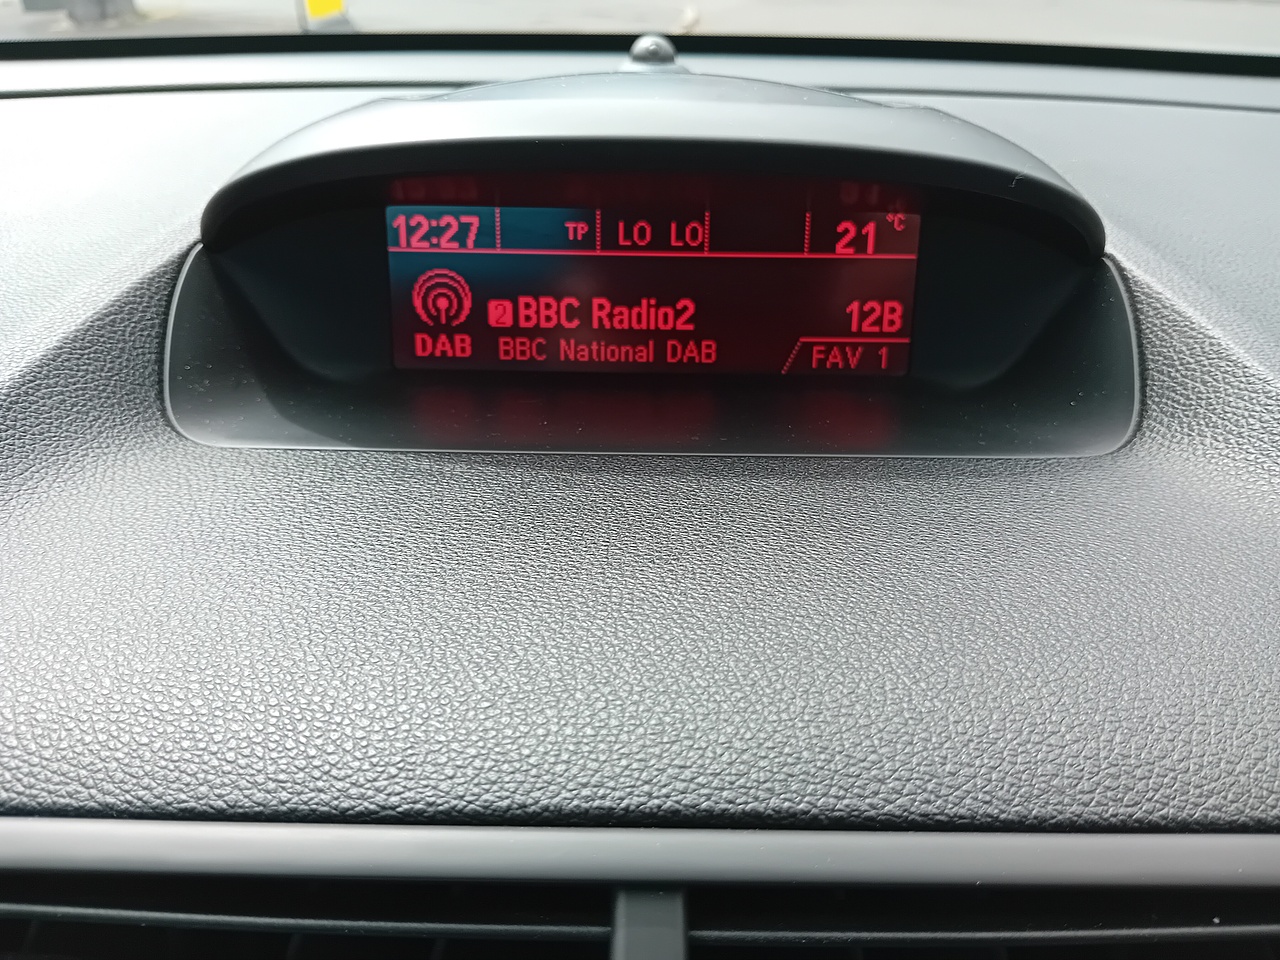 12:27 TP LO LO 21 °C
2 BBC Radio2 12B
DAB BBC National DAB FAV 1